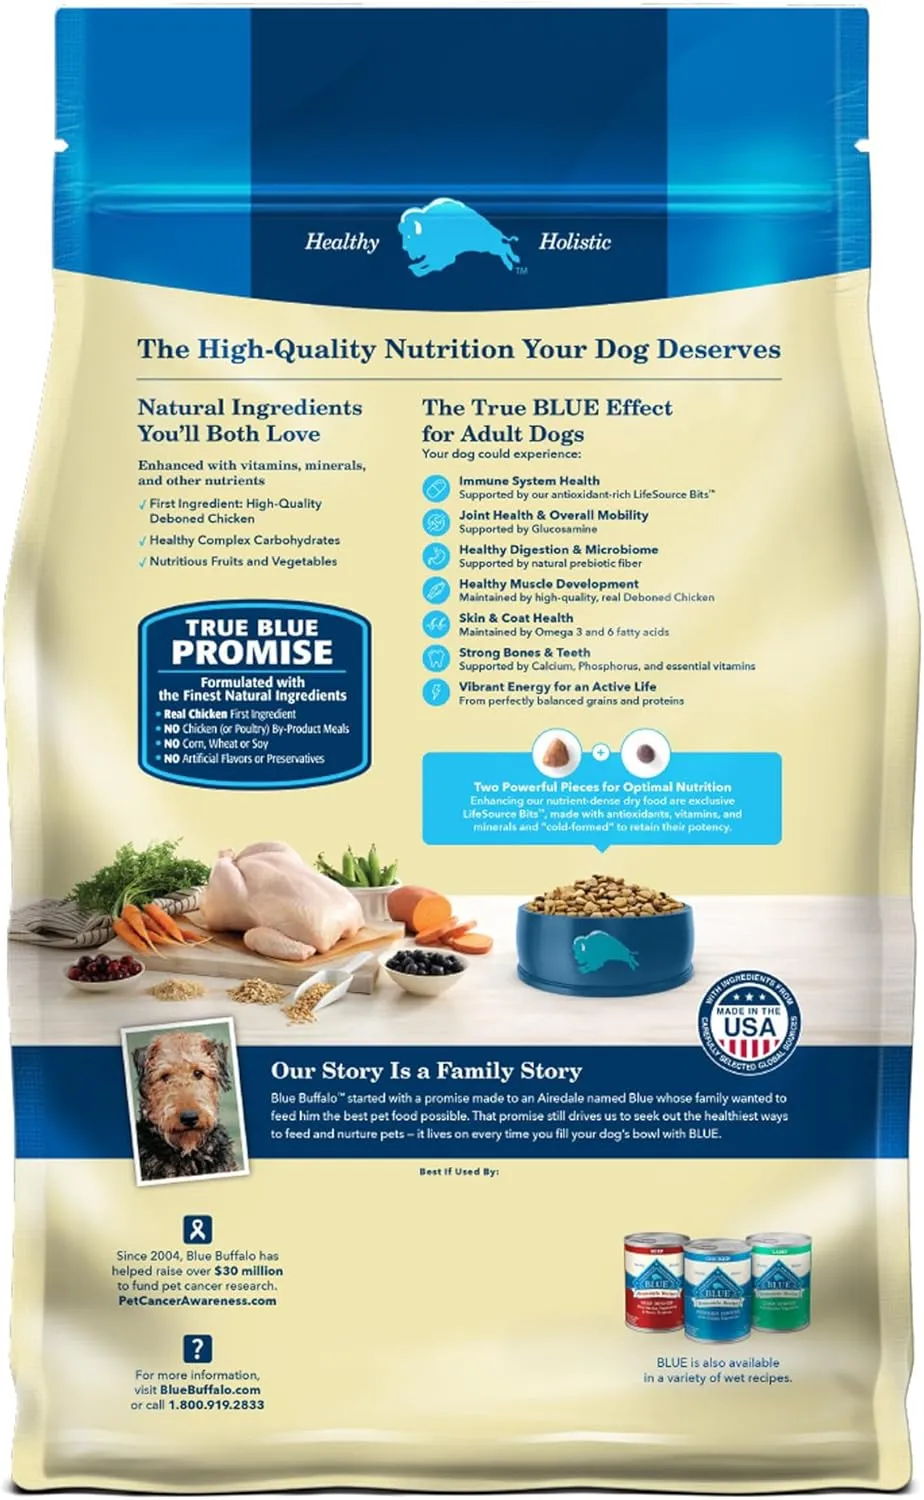 Healthy Holistic
TM
The High-Quality Nutrition Your Dog Deserves
Natural Ingredients
You'll Both Love
Enhanced with vitamins, minerals,
and other nutrients
✓ First Ingredient: High-Quality
Deboned Chicken
✓ Healthy Complex Carbohydrates
✓ Nutritious Fruits and Vegetables
TRUE BLUE
PROMISE
Formulated with
the Finest Natural Ingredients
• Real Chicken First Ingredient
• NO Chicken (or Poultry) By-Product Meals
• NO Corn, Wheat or Soy
• NO Artificial Flavors or Preservatives
The True BLUE Effect
for Adult Dogs
Your dog could experience:
Immune System Health
Supported by our antioxidant-rich LifeSource Bits™
Joint Health & Overall Mobility
Supported by Glucosamine
Healthy Digestion & Microbiome
Supported by natural prebiotic fiber
Healthy Muscle Development
Maintained by high-quality, real Deboned Chicken
Skin & Coat Health
Maintained by Omega 3 and 6 fatty acids
Strong Bones & Teeth
Supported by Calcium, Phosphorus, and essential vitamins
Vibrant Energy for an Active Life
From perfectly balanced grains and proteins
+
Two Powerful Pieces for Optimal Nutrition
Enhancing our nutrient-dense dry food are exclusive
LifeSource Bits™, made with antioxidants, vitamins, and
minerals and "cold-formed" to retain their potency.
WITH INGREDIENTS FROM
MADE IN THE
USA
CAREFULLY SELECTED GLOBAL SOURCES
Our Story Is a Family Story
Blue Buffalo™ started with a promise made to an Airedale named Blue whose family wanted to
feed him the best pet food possible. That promise still drives us to seek out the healthiest ways
to feed and nurture pets – it lives on every time you fill your dog's bowl with BLUE.
Best If Used By:
Since 2004, Blue Buffalo has
helped raise over $30 million
to fund pet cancer research.
PetCancerAwareness.com
?
For more information,
visit BlueBuffalo.com
or call 1.800.919.2833
BEEF
BLUE
CHICKEN
BLUE
LAMB
BLUE
BLUE is also available
in a variety of wet recipes.